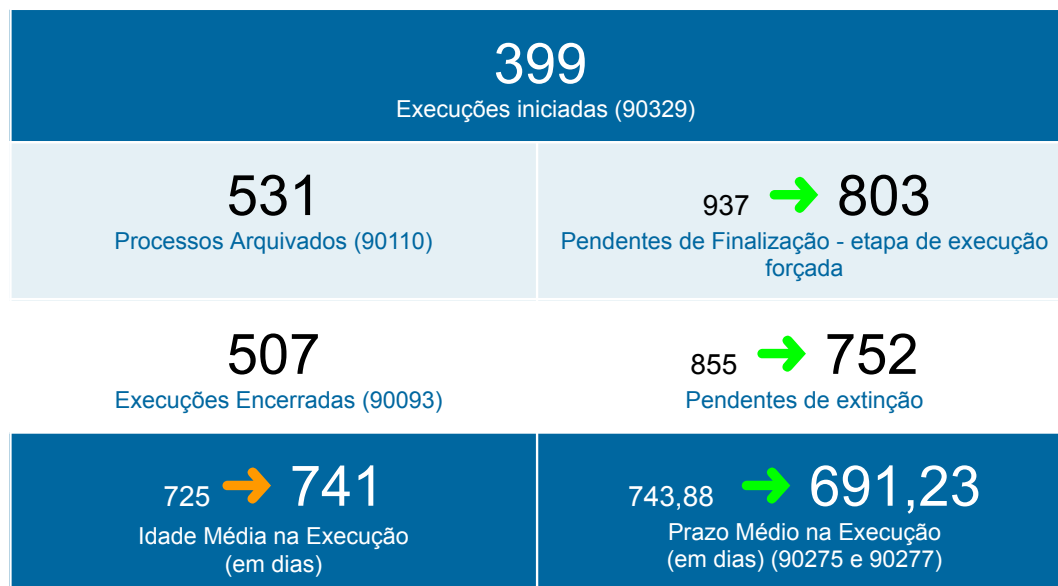 399
Execuções iniciadas (90329)
531
Processos Arquivados (90110)
937 ➔ 803
Pendentes de Finalização - etapa de execução
forçada
507
Execuções Encerradas (90093)
855 ➔ 752
Pendentes de extinção
725 ➔ 741
Idade Média na Execução
(em dias)
743,88 ➔ 691,23
Prazo Médio na Execução
(em dias) (90275 e 90277)